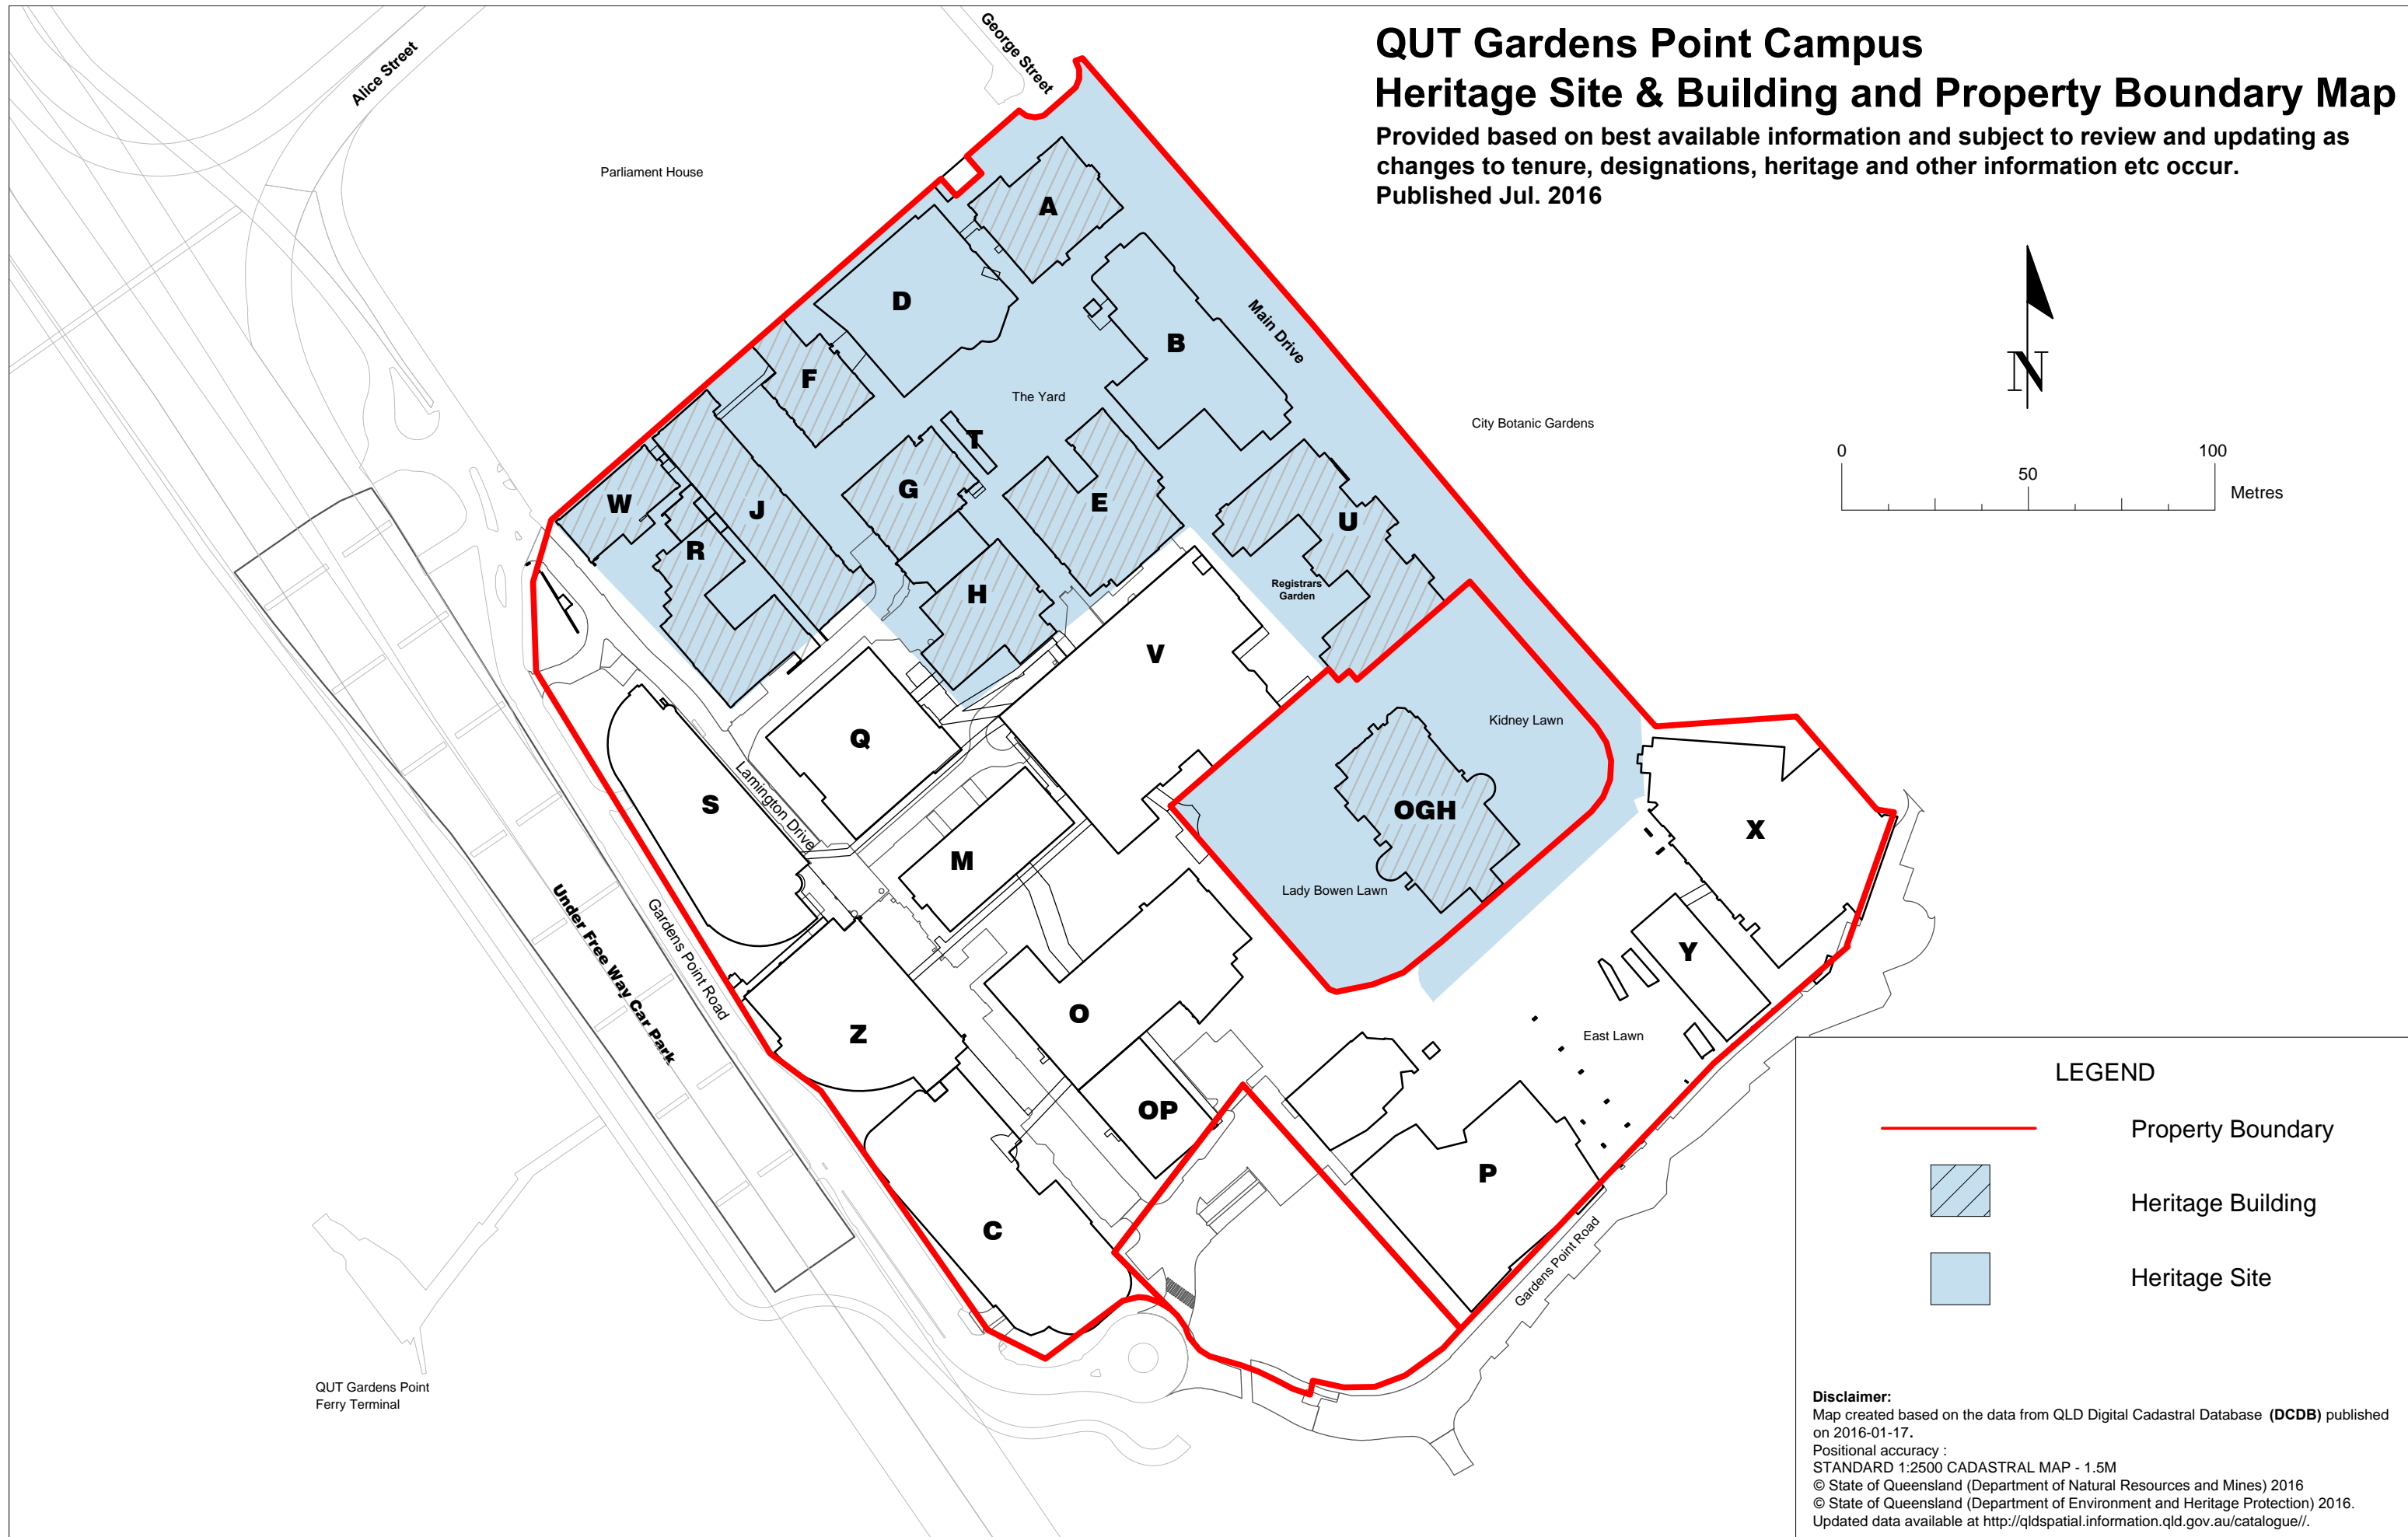 QUT Gardens Point Campus
Heritage Site & Building and Property Boundary Map
Provided based on best available information and subject to review and updating as
changes to tenure, designations, heritage and other information etc occur.
Published Jul. 2016
George Street
Alice Street
Parliament House
A
D
B
Main Drive
F
The Yard
City Botanic Gardens
T
N
0
50
100
Metres
W
J
G
E
U
R
H
Registrars
Garden
V
Q
Kidney Lawn
S
Lamington Drive
M
OGH
X
Lady Bowen Lawn
Under Free Way Car Park
Gardens Point Road
Y
Z
O
East Lawn
OP
P
C
Gardens Point Road
QUT Gardens Point
Ferry Terminal
LEGEND
Property Boundary
Heritage Building
Heritage Site
Disclaimer:
Map created based on the data from QLD Digital Cadastral Database (DCDB) published
on 2016-01-17.
Positional accuracy :
STANDARD 1:2500 CADASTRAL MAP - 1.5M
© State of Queensland (Department of Natural Resources and Mines) 2016
© State of Queensland (Department of Environment and Heritage Protection) 2016.
Updated data available at http://qldspatial.information.qld.gov.au/catalogue//.